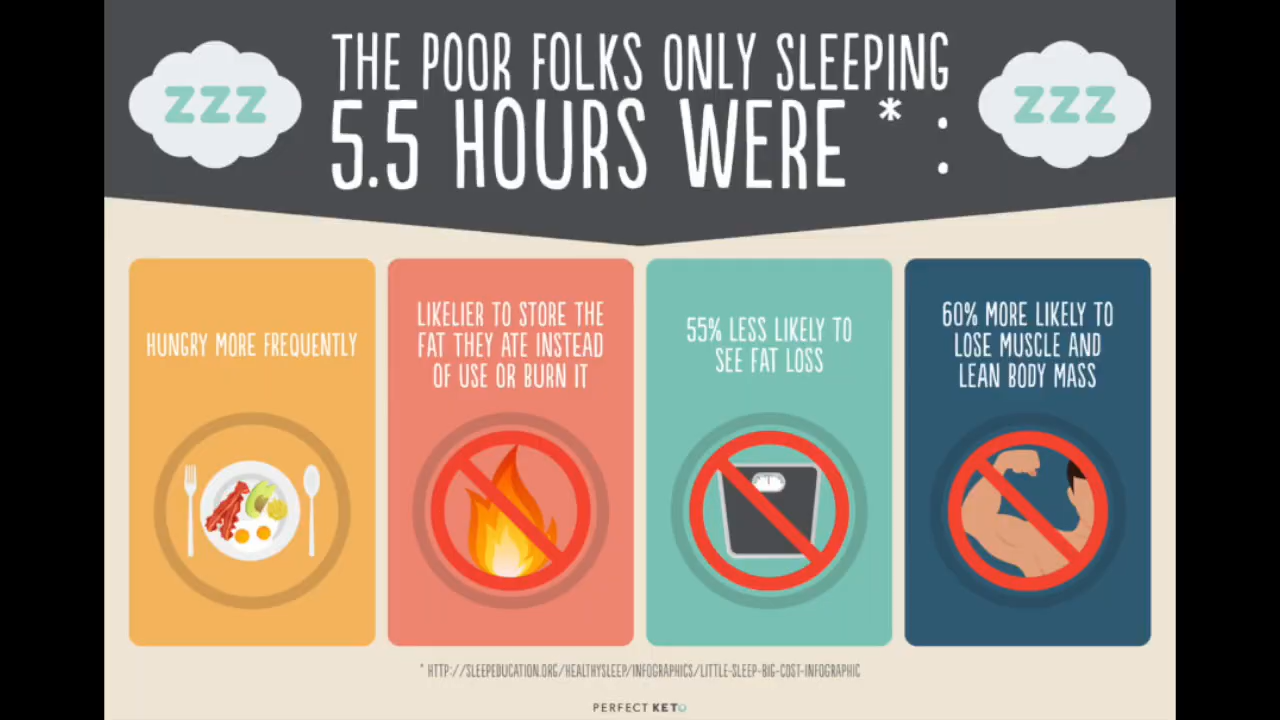 THE POOR FOLKS ONLY SLEEPING
ZZZ
ZZZ
5.5 HOURS WERE * :
HUNGRY MORE FREQUENTLY
LIKELIER TO STORE THE
FAT THEY ATE INSTEAD
OF USE OR BURN IT
55% LESS LIKELY TO
SEE FAT LOSS
60% MORE LIKELY TO
LOSE MUSCLE AND
LEAN BODY MASS
* HTTP://SLEEPEDUCATION.ORG/HEALTHYSLEEP/INFOGRAPHICS/LITTLE-SLEEP-BIG-COST-INFOGRAPHIC
PERFECT KETO